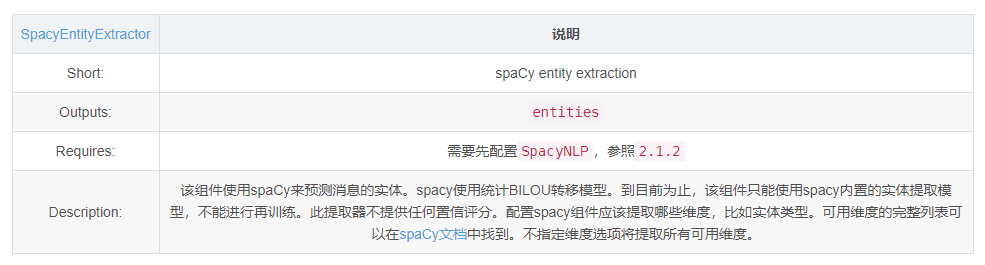 SpacyEntityExtractor 说明
Short: spaCy entity extraction
Outputs: entities
Requires: 需要先配置 SpacyNLP ，参照 2.1.2
该组件使用spaCy来预测消息的实体。spacy使用统计BILOU转移模型。到目前为止，该组件只能使用spacy内置的实体提取模
Description: 型，不能进行再训练。此提取器不提供任何置信评分。配置spacy组件应该提取哪些维度，比如实体类型。可用维度的完整列表可
以在spaCy文档中找到。不指定维度选项将提取所有可用维度。